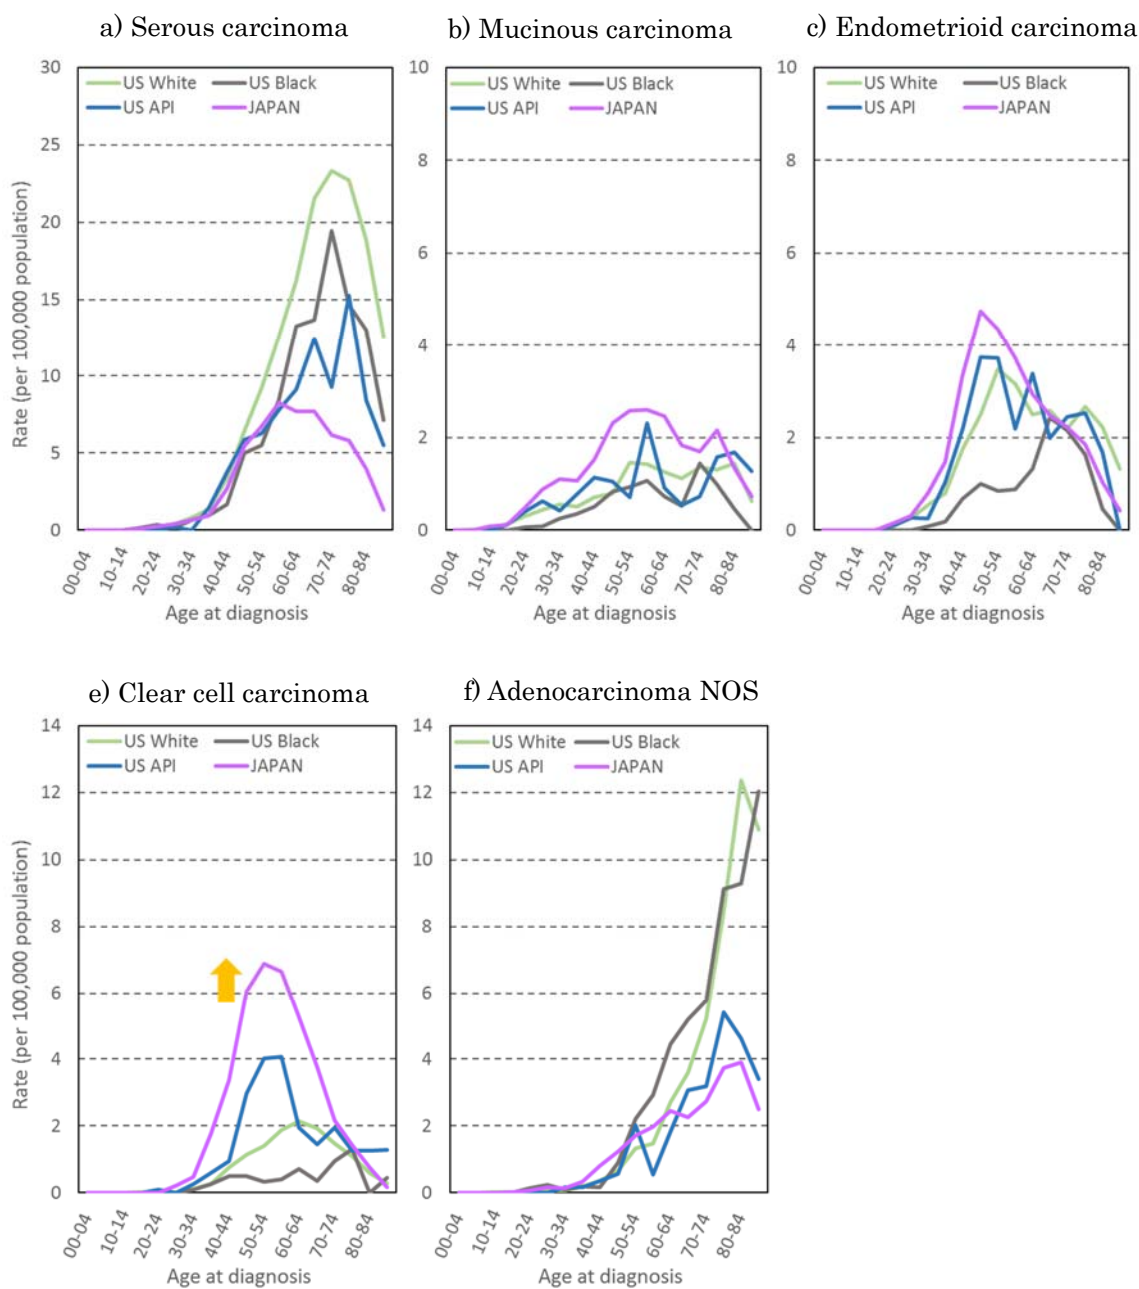 a) Serous carcinoma
b) Mucinous carcinoma
c) Endometrioid carcinoma
30
25
20
15
10
5
0
Rate (per 100,000 population)
US White
US Black
US API
JAPAN
00-04
10-14
20-24
30-34
40-44
50-54
60-64
70-74
80-84
Age at diagnosis
10
8
6
4
2
0
US White
US Black
US API
JAPAN
00-04
10-14
20-24
30-34
40-44
50-54
60-64
70-74
80-84
Age at diagnosis
10
8
6
4
2
0
US White
US Black
US API
JAPAN
00-04
10-14
20-24
30-34
40-44
50-54
60-64
70-74
80-84
Age at diagnosis
e) Clear cell carcinoma
f) Adenocarcinoma NOS
14
12
10
8
6
4
2
0
Rate (per 100,000 population)
US White
US Black
US API
JAPAN
00-04
10-14
20-24
30-34
40-44
50-54
60-64
70-74
80-84
Age at diagnosis
14
12
10
8
6
4
2
0
US White
US Black
US API
JAPAN
00-04
10-14
20-24
30-34
40-44
50-54
60-64
70-74
80-84
Age at diagnosis